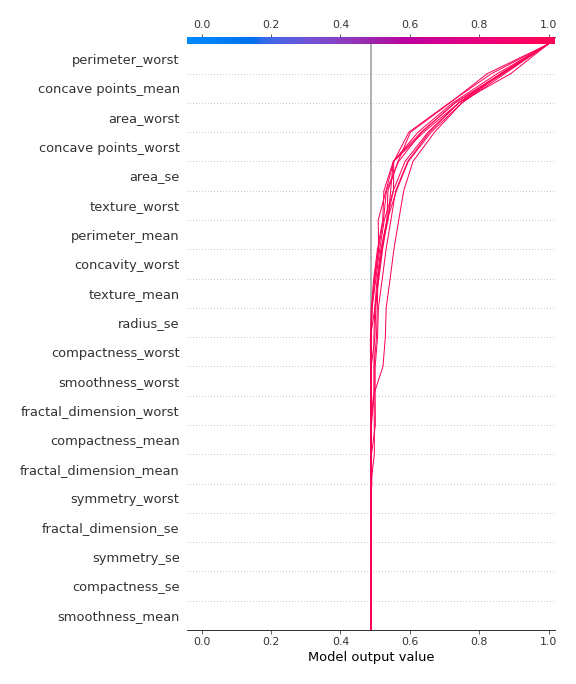 0.0 0.2 0.4 0.6 0.8 1.0
perimeter_worst
concave points_mean
area_worst
concave points_worst
area_se
texture_worst
perimeter_mean
concavity_worst
texture_mean
radius_se
compactness_worst
smoothness_worst
fractal_dimension_worst
compactness_mean
fractal_dimension_mean
symmetry_worst
fractal_dimension_se
symmetry_se
compactness_se
smoothness_mean
0.0 0.2 0.4 0.6 0.8 1.0
Model output value